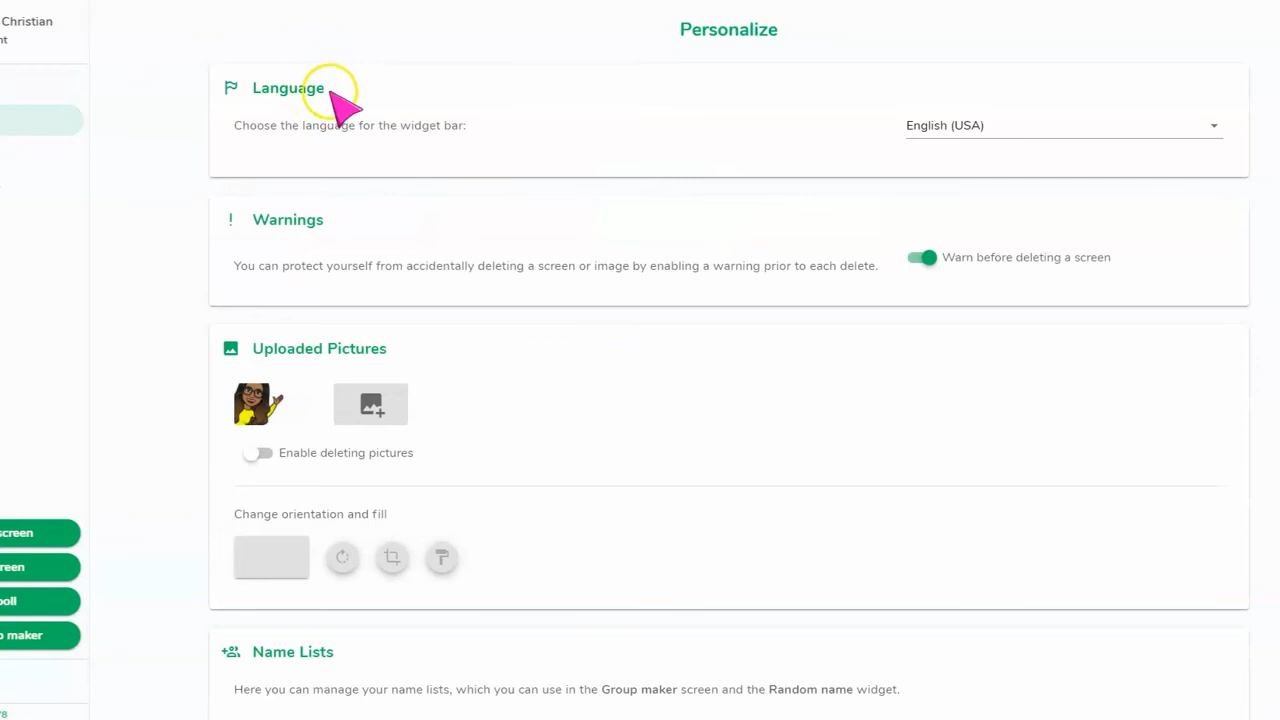 Christian
nt
Personalize
Language
Choose the language for the widget bar:
English (USA)
Warnings
You can protect yourself from accidentally deleting a screen or image by enabling a warning prior to each delete.
Warn before deleting a screen
Uploaded Pictures
Enable deleting pictures
Change orientation and fill
screen
reen
poll
p maker
Name Lists
Here you can manage your name lists, which you can use in the Group maker screen and the Random name widget.
78